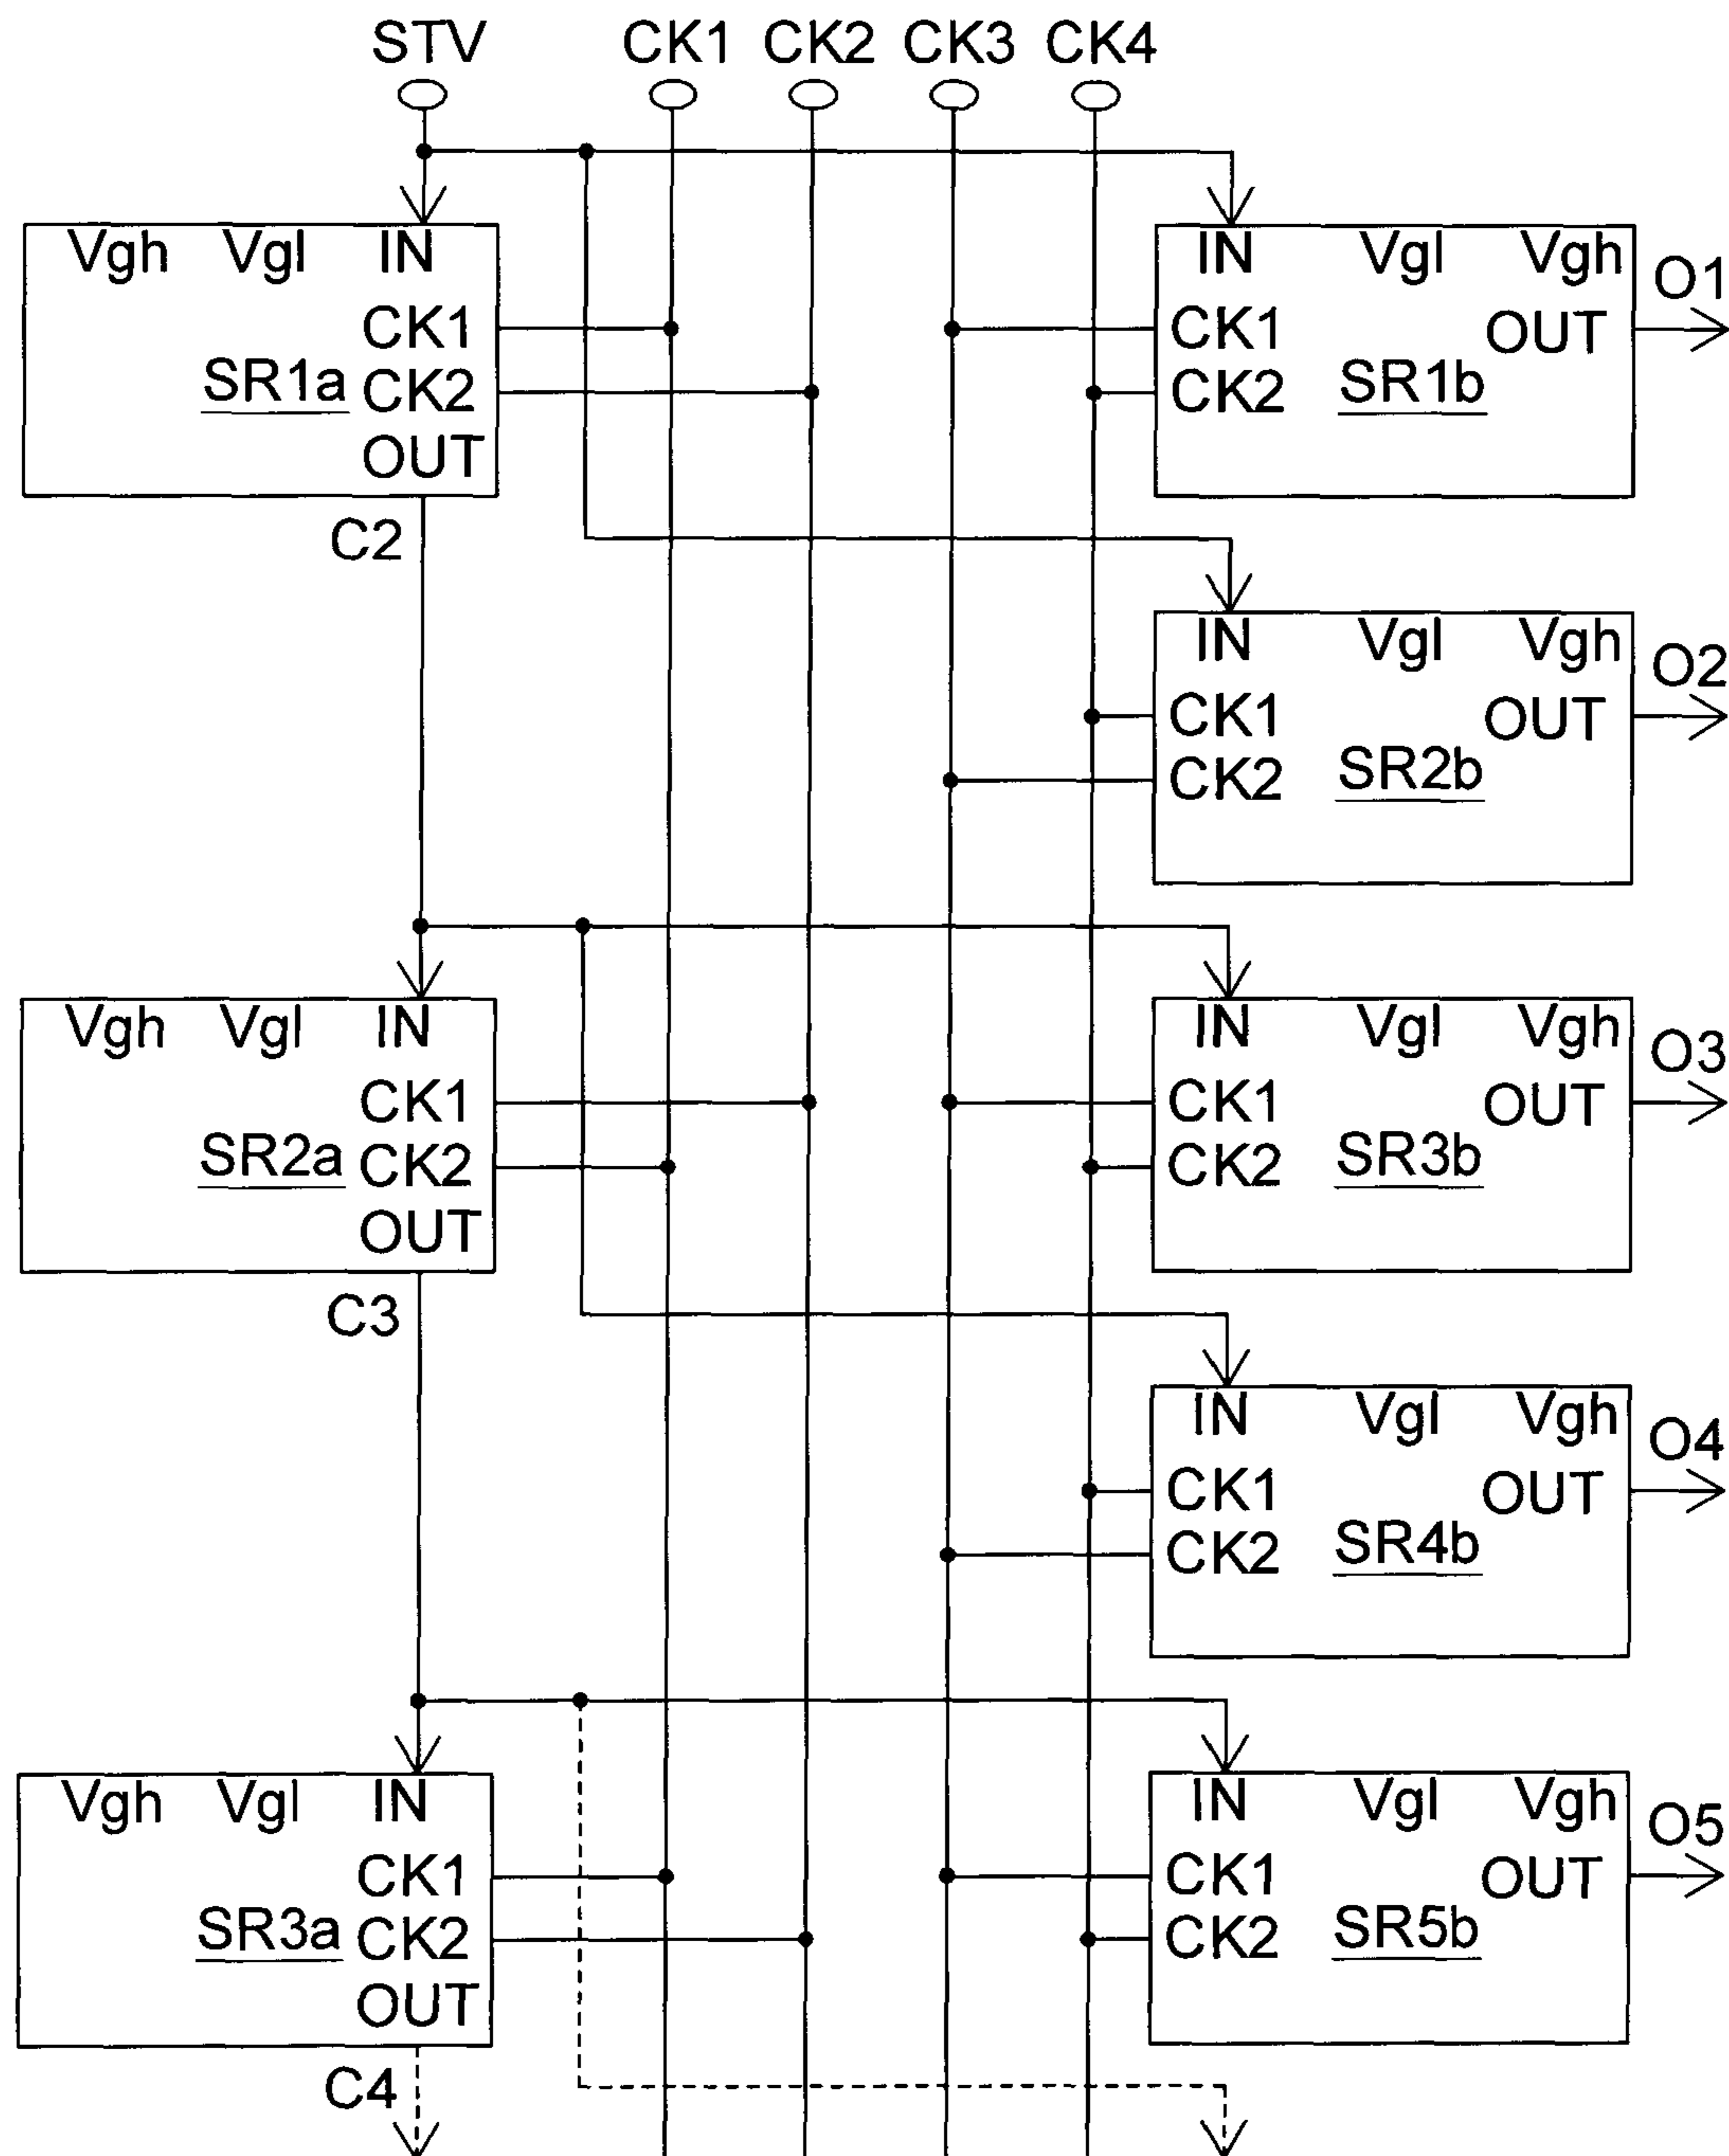 STV CK1 CK2 CK3 CK4
Vgh Vgl IN
CK1
SR1a CK2
OUT
C2
IN Vgl Vgh
CK1 OUT
CK2 SR1b
O1
IN Vgl Vgh
CK1 OUT
CK2 SR2b
O2
Vgh Vgl IN
CK1
SR2a CK2
OUT
C3
IN Vgl Vgh
CK1 OUT
CK2 SR3b
O3
IN Vgl Vgh
CK1 OUT
CK2 SR4b
O4
Vgh Vgl IN
CK1
SR3a CK2
OUT
C4
IN Vgl Vgh
CK1 OUT
CK2 SR5b
O5